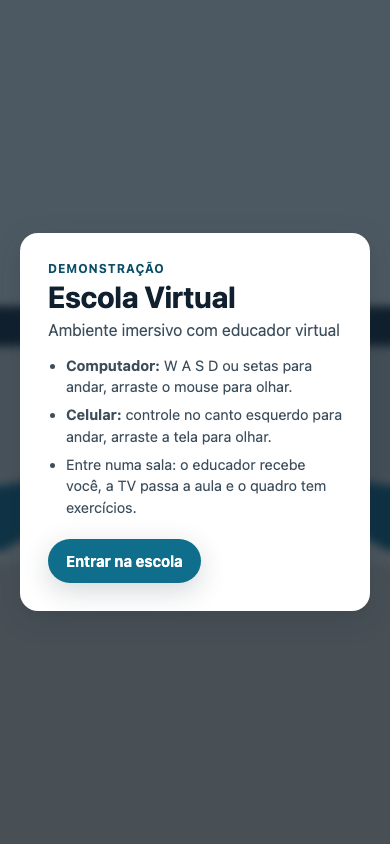 DEMONSTRAÇÃO
Escola Virtual
Ambiente imersivo com educador virtual
• Computador: W A S D ou setas para
andar, arraste o mouse para olhar.
• Celular: controle no canto esquerdo para
andar, arraste a tela para olhar.
• Entre numa sala: o educador recebe
você, a TV passa a aula e o quadro tem
exercícios.
Entrar na escola